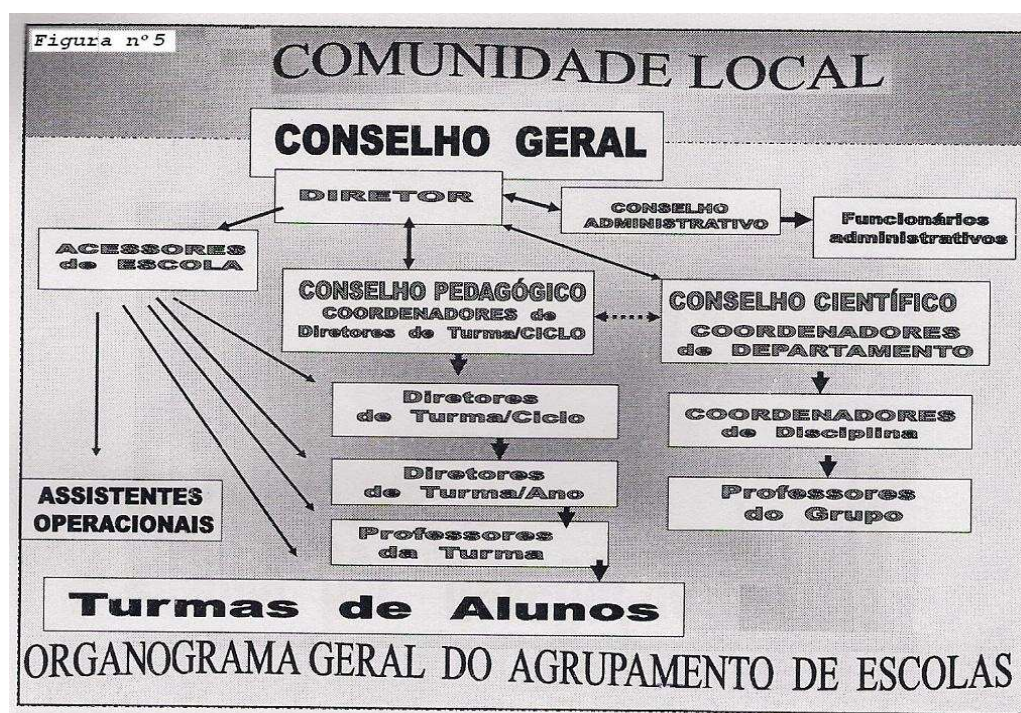 Figura nº 5
COMUNIDADE LOCAL
CONSELHO GERAL
DIRETOR
CONSELHO
ADMINISTRATIVO
Funcionários
administrativos
ACESSORES
de ESCOLA
CONSELHO PEDAGÓGICO
COORDENADORES de
Diretores de Turma/CICLO
CONSELHO CIENTÍFICO
COORDENADORES
de DEPARTAMENTO
Diretores
de Turma/Ciclo
COORDENADORES
de Disciplina
Diretores
de Turma/Ano
Professores
do Grupo
ASSISTENTES
OPERACIONAIS
Professores
da Turma
Turmas de Alunos
ORGANOGRAMA GERAL DO AGRUPAMENTO DE ESCOLAS